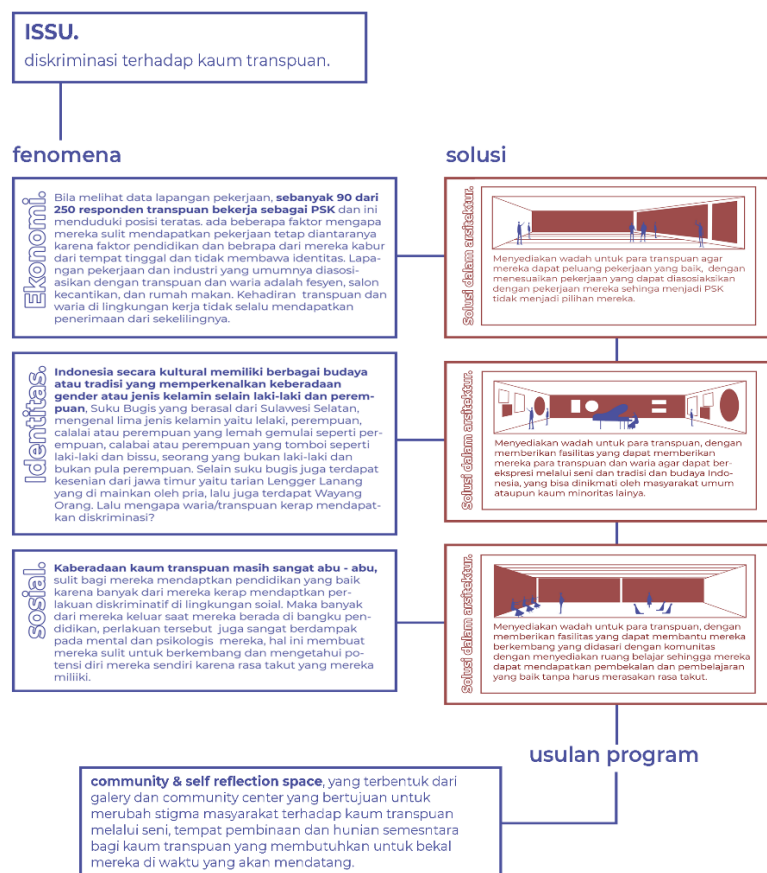 ISSU.
diskriminasi terhadap kaum transpuan.
fenomena
Ekonomi.
Bila melihat data lapangan pekerjaan, sebanyak 90 dari
250 responden transpuan bekerja sebagai PSK dan ini
menduduki posisi teratas. ada beberapa faktor mengapa
mereka sulit mendapatkan pekerjaan tetap diantaranya
karena faktor pendidikan dan bebrapa dari mereka kabur
dari tempat tinggal dan tidak membawa identitas. Lapa-
ngan pekerjaan dan industri yang umumnya diasosi-
asikan dengan transpuan dan waria adalah fesyen, salon
kecantikan, dan rumah makan. Kehadiran transpuan dan
waria di lingkungan kerja tidak selalu mendapatkan
penerimaan dari sekelilingnya.
Identitas.
Indonesia secara kultural memiliki berbagai budaya
atau tradisi yang memperkenalkan keberadaan
gender atau jenis kelamin selain laki-laki dan perem-
puan, Suku Bugis yang berasal dari Sulawesi Selatan,
mengenal lima jenis kelamin yaitu lelaki, perempuan,
calalai atau perempuan yang lemah gemulai seperti per-
empuan, calabai atau perempuan yang tomboi seperti
laki-laki dan bissu, seorang yang bukan laki-laki dan
bukan pula perempuan. Selain suku bugis juga terdapat
kesenian dari jawa timur yaitu tarian Lengger Lanang
yang di mainkan oleh pria, lalu juga terdapat Wayang
Orang. Lalu mengapa waria/transpuan kerap mendapat-
kan diskriminasi?
sosial.
Kaberadaan kaum transpuan masih sangat abu - abu,
sulit bagi mereka mendaptkan pendidikan yang baik
karena banyak dari mereka kerap mendaptkan per-
lakuan diskriminatif di lingkungan soial. Maka banyak
dari mereka keluar saat mereka berada di bangku pen-
didikan, perlakuan tersebut juga sangat berdampak
pada mental dan psikologis mereka, hal ini membuat
mereka sulit untuk berkembang dan mengetahui po-
tensi diri mereka sendiri karena rasa takut yang mereka
miliiki.
solusi
Solusi dalam arsitektur.
Menyediakan wadah untuk para transpuan agar
mereka dapat peluang pekerjaan yang baik, dengan
menesuaikan pekerjaan yang dapat diasosiaksikan
dengan pekerjaan mereka sehinga menjadi PSK
tidak menjadi pilihan mereka.
Solusi dalam arsitektur.
Menyediakan wadah untuk para transpuan, dengan
memberikan fasilitas yang dapat memberikan
mereka para transpuan dan waria agar dapat ber-
ekspresi melalui seni dan tradisi dan budaya Indo-
nesia, yang bisa dinikmati oleh masyarakat umum
ataupun kaum minoritas lainya.
Solusi dalam arsitektur.
Menyediakan wadah untuk para transpuan, dengan
memberikan fasilitas yang dapat membantu mereka
berkembang yang didasari dengan komunitas
dengan menyediakan ruang belajar sehingga mereka
dapat mendapatkan pembekalan dan pembelajaran
yang baik tanpa harus merasakan rasa takut.
usulan program
community & self reflection space, yang terbentuk dari
galery dan community center yang bertujuan untuk
merubah stigma masyarakat terhadap kaum transpuan
melalui seni, tempat pembinaan dan hunian semesntara
bagi kaum transpuan yang membutuhkan untuk bekal
mereka di waktu yang akan mendatang.